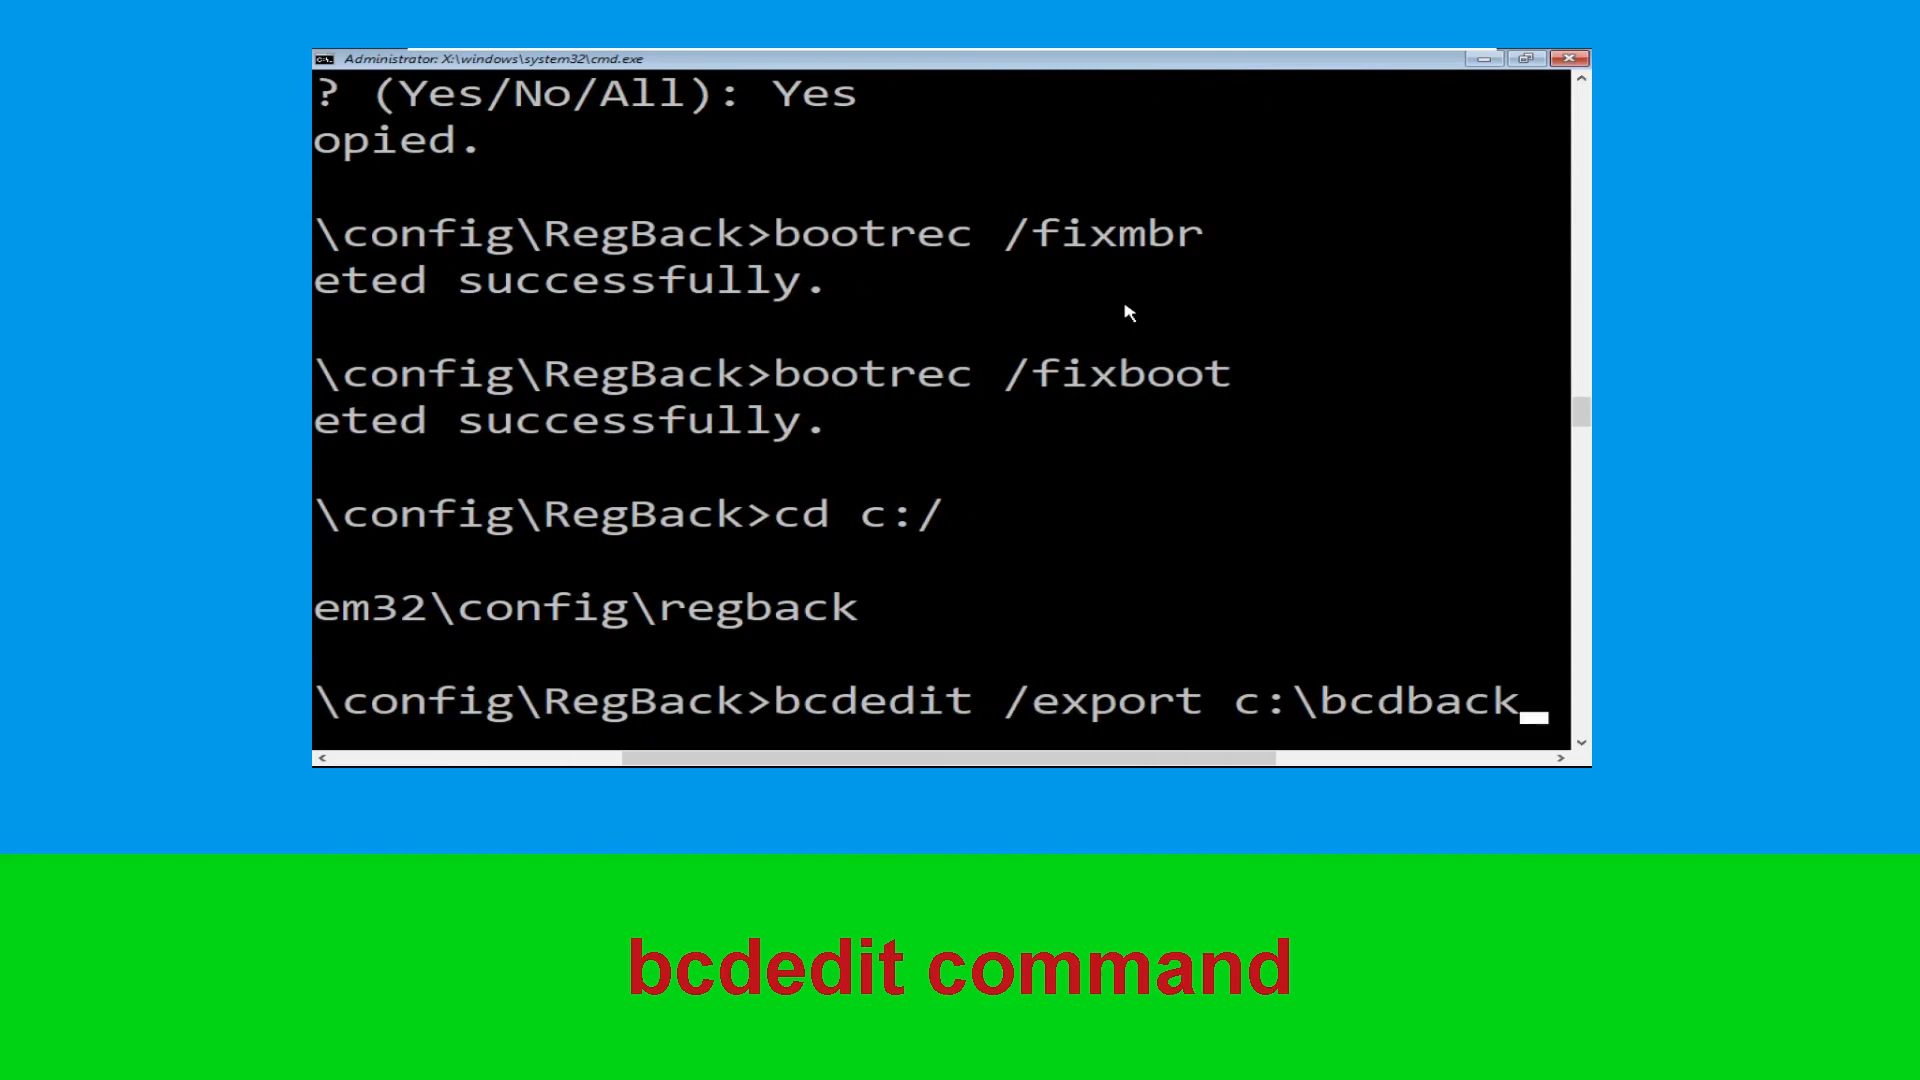 Administrator: X:\windows\system32\cmd.exe
? (Yes/No/All): Yes
opied.
\config\RegBack>bootrec /fixmbr
eted successfully.
\config\RegBack>bootrec /fixboot
eted successfully.
\config\RegBack>cd c:/
em32\config\regback
\config\RegBack>bcdedit /export c:\bcdback
bcdedit command